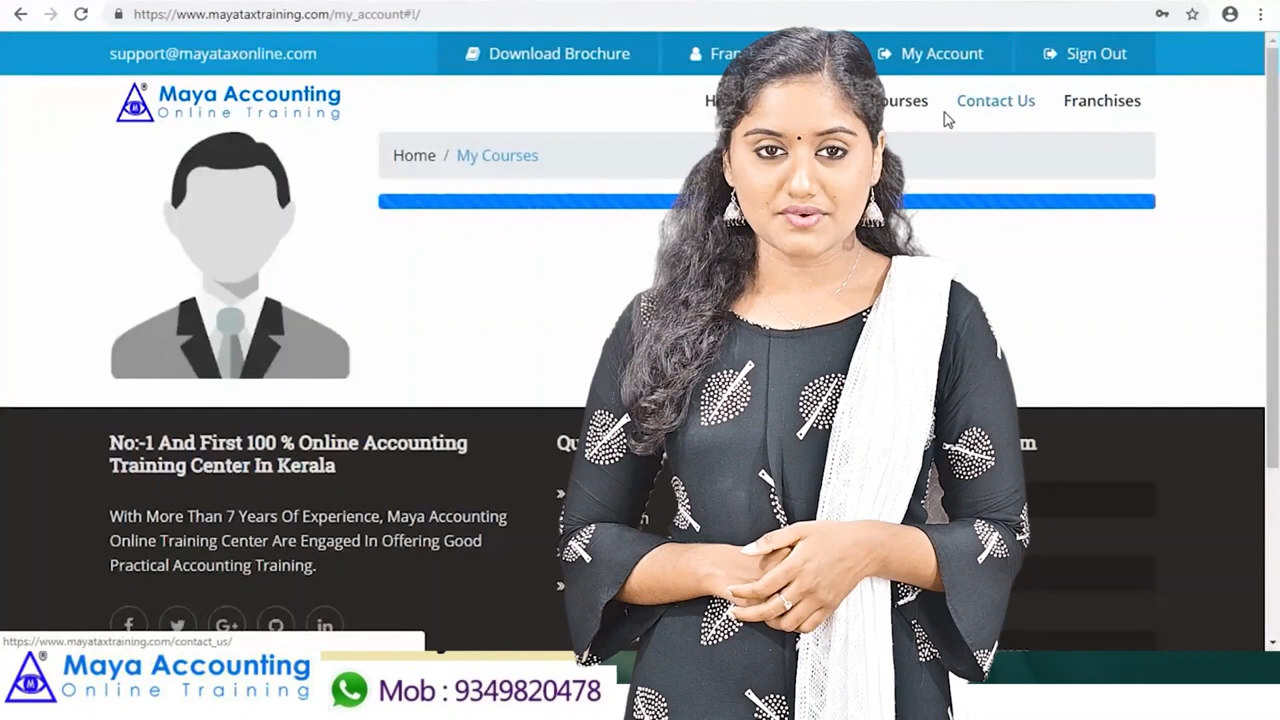 https://www.mayataxtraining.com/my_account#!/
support@mayataxonline.com
Download Brochure
My Account
Sign Out
Maya Accounting
Online Training
Contact Us
Franchises
Home / My Courses
No:-1 And First 100 % Online Accounting
Training Center In Kerala
With More Than 7 Years Of Experience, Maya Accounting
Online Training Center Are Engaged In Offering Good
Practical Accounting Training.
https://www.mayataxtraining.com/contact_us/
Maya Accounting
Online Training
Mob : 9349820478